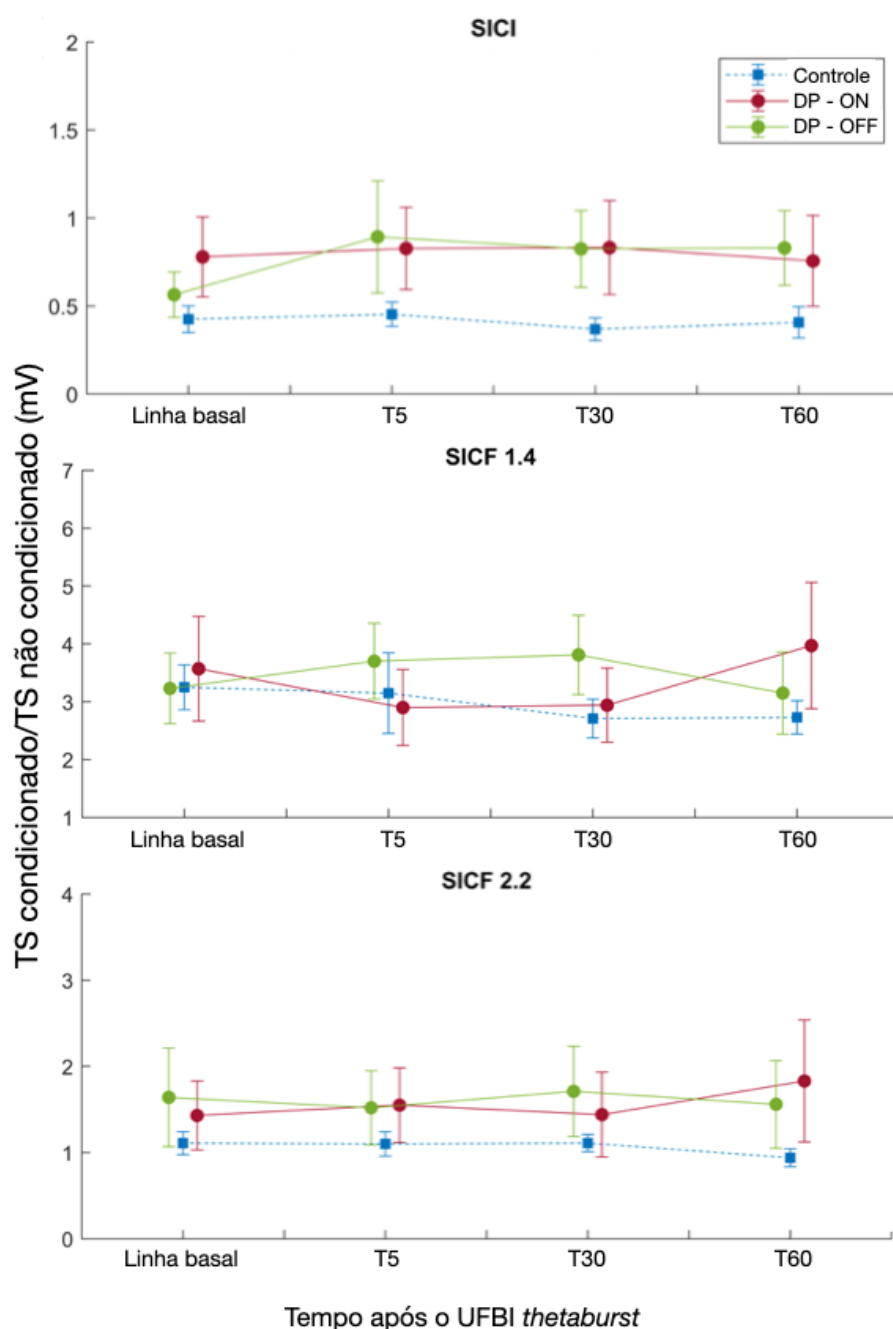 SICI
2
1.5
1
0.5
0
Controle
DP - ON
DP - OFF
Linha basal T5 T30 T60
TS condicionado/TS não condicionado (mV)
SICF 1.4
7
6
5
4
3
2
1
Linha basal T5 T30 T60
SICF 2.2
4
3
2
1
0
Linha basal T5 T30 T60
Tempo após o UFBI thetaburst